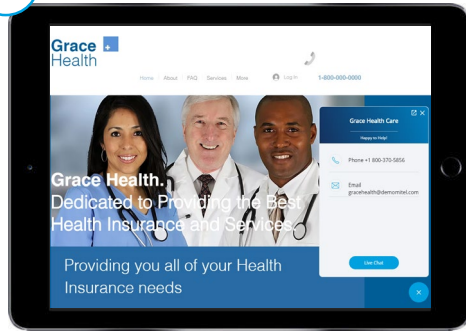 Grace
Health
Home About FAQ Services More Log In 1-800-000-0000
Grace Health Care
Happy to Help!
Phone +1 800-370-5856
Email
gracehealth@demomitel.com
Live Chat
Grace Health.
Dedicated to Providing the Best
Health Insurance and Services.
Providing you all of your Health
Insurance needs